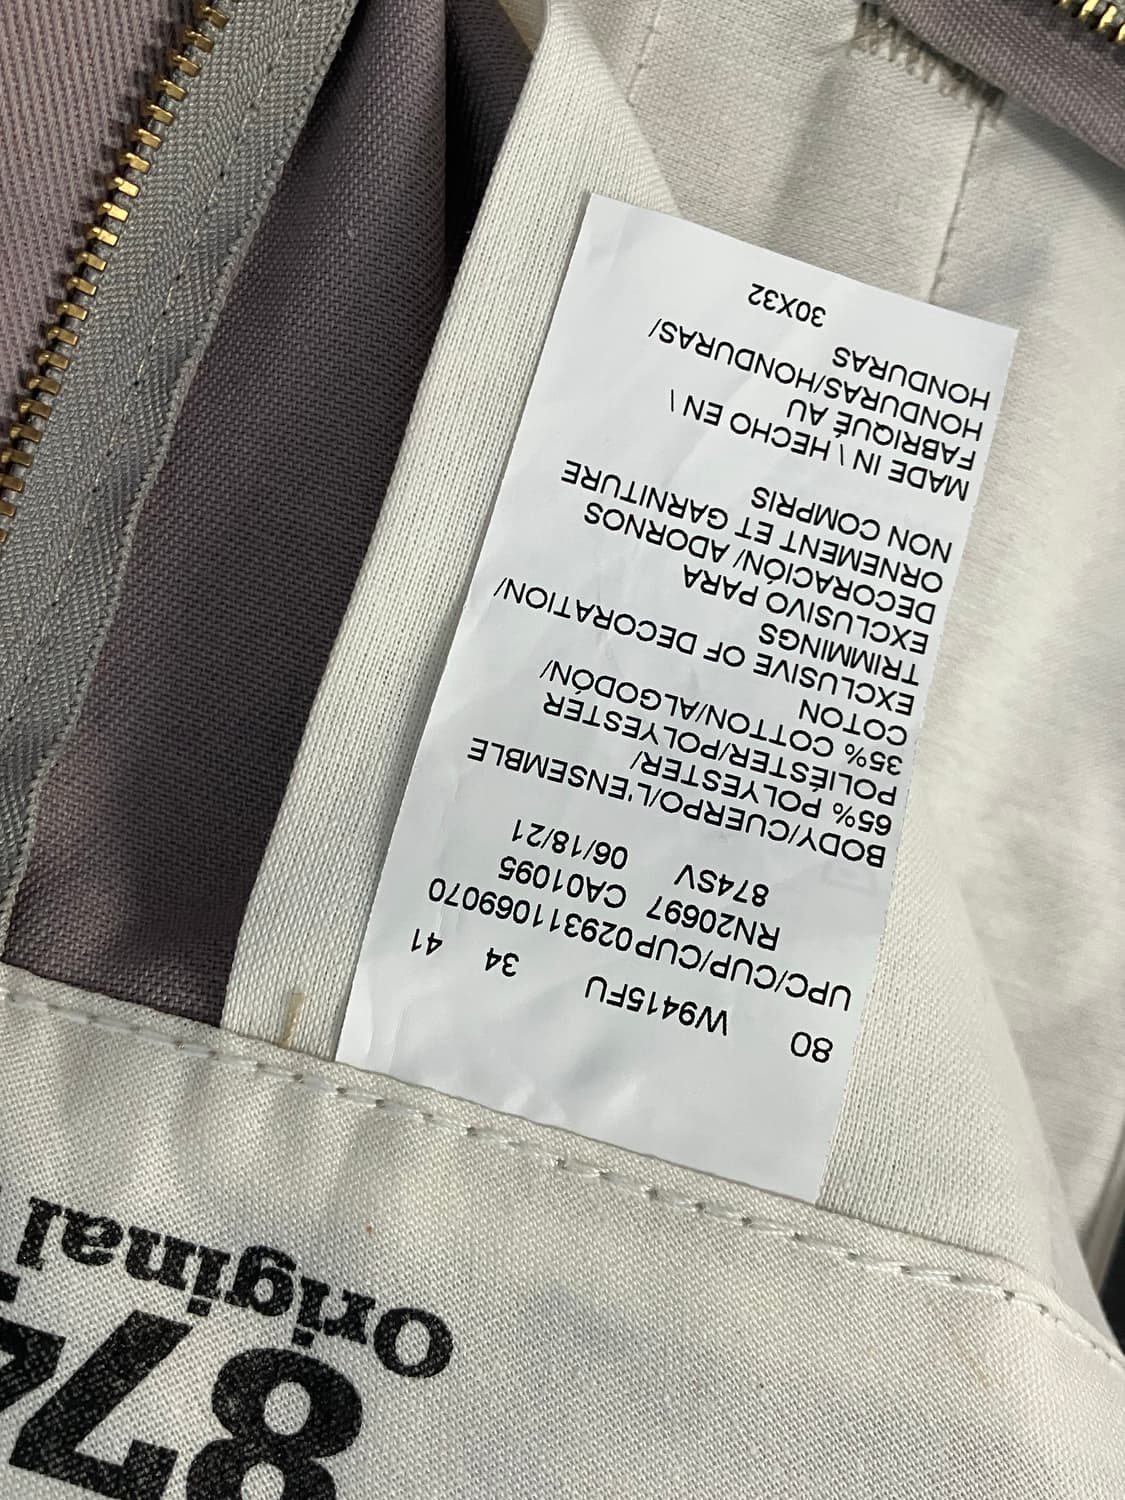 80 W9415FU 34 41
UPC/CUP/CUP029311069070
RN20697 CA01095
874SV 06/18/21
BODY/CUERPO/L'ENSEMBLE
65% POLYESTER/
POLIÉSTER/POLYESTER
35% COTTON/ALGODÓN/
COTON
EXCLUSIVE OF DECORATION/
TRIMMINGS
EXCLUSIVO PARA
DECORACIÓN/ ADORNOS
ORNEMENT ET GARNITURE
NON COMPRIS
MADE IN \ HECHO EN \
FABRIQUÉ AU
HONDURAS/HONDURAS/
HONDURAS
30X32
87
Original